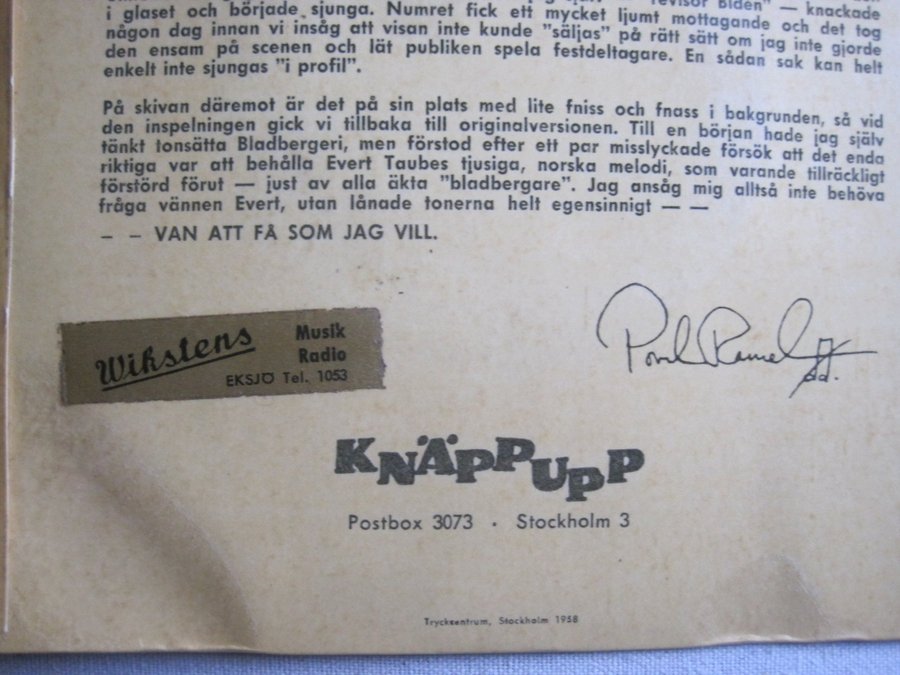 "revisor Bidén" — knackade
i glaset och började sjunga. Numret fick ett mycket ljumt mottagande och det tog
någon dag innan vi insåg att visan inte kunde "säljas" på rätt sätt om jag inte gjorde
den ensam på scenen och lät publiken spela festdeltagare. En sådan sak kan helt
enkelt inte sjungas "i profil".
På skivan däremot är det på sin plats med lite fniss och fnass i bakgrunden, så vid
den inspelningen gick vi tillbaka till originalversionen. Till en början hade jag själv
tänkt tonsätta Bladbergeri, men förstod efter ett par misslyckade försök att det enda
riktiga var att behålla Evert Taubes tjusiga, norska melodi, som varande tillräckligt
förstörd förut — just av alla äkta "bladbergare". Jag ansåg mig alltså inte behöva
fråga vännen Evert, utan lånade tonerna helt egensinnigt — —
– – VAN ATT FÅ SOM JAG VILL.
Povel Ramel
Wikstens Musik
Radio
EKSJÖ Tel. 1053
KNÄPPUPP
Postbox 3073 · Stockholm 3
Tryckcentrum, Stockholm 1958